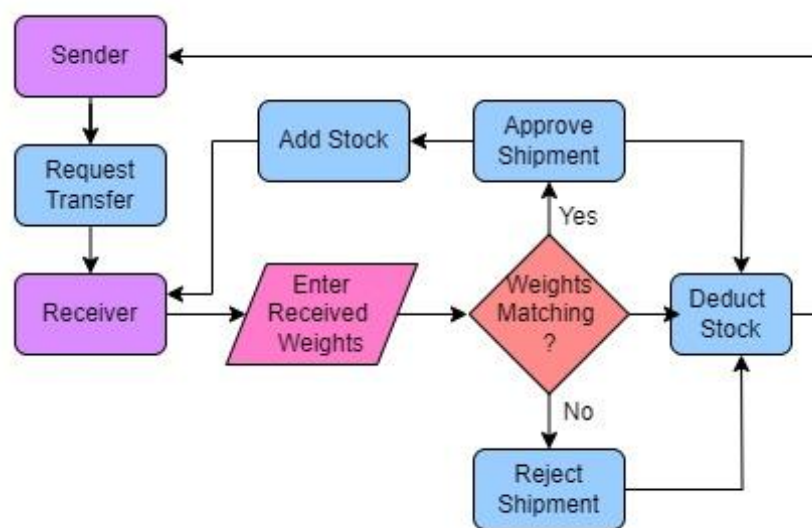 Sender
Add Stock
Approve
Shipment
Request
Transfer
Yes
Receiver
Enter
Received
Weights
Weights
Matching
?
Deduct
Stock
No
Reject
Shipment